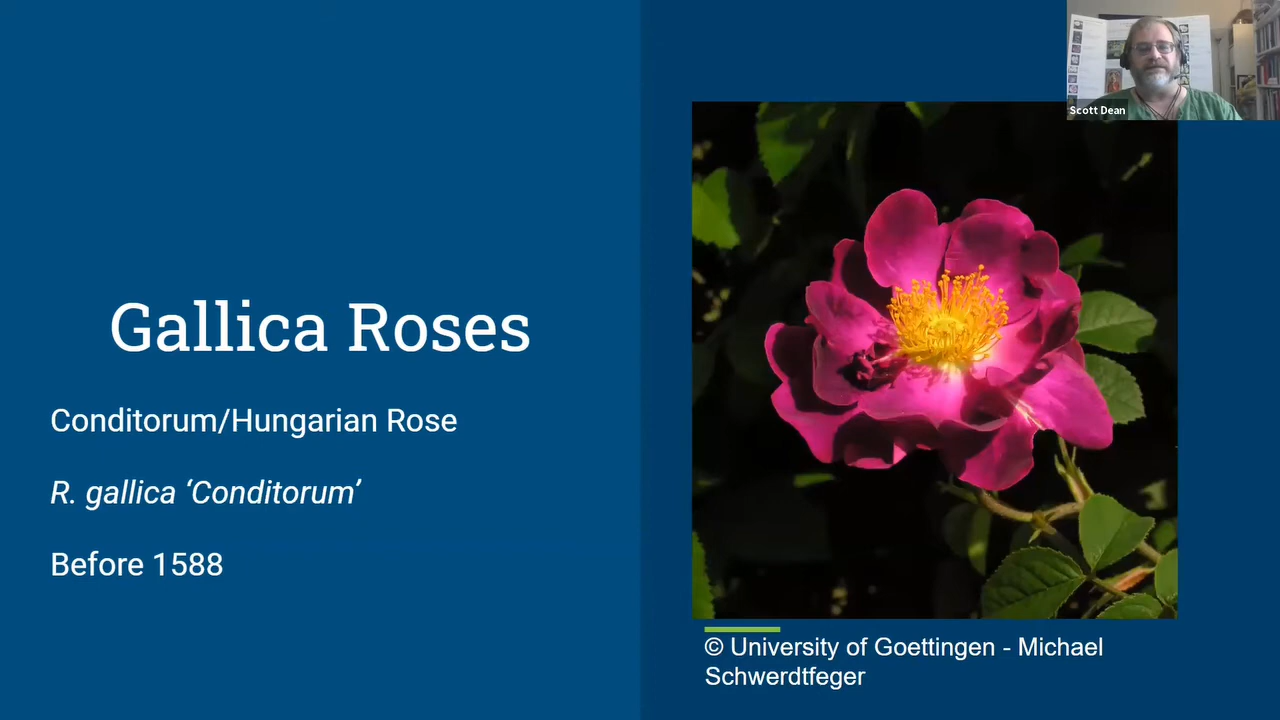 Scott Dean
Gallica Roses
Conditorum/Hungarian Rose
R. gallica ‘Conditorum’
Before 1588
© University of Goettingen - Michael
Schwerdtfeger